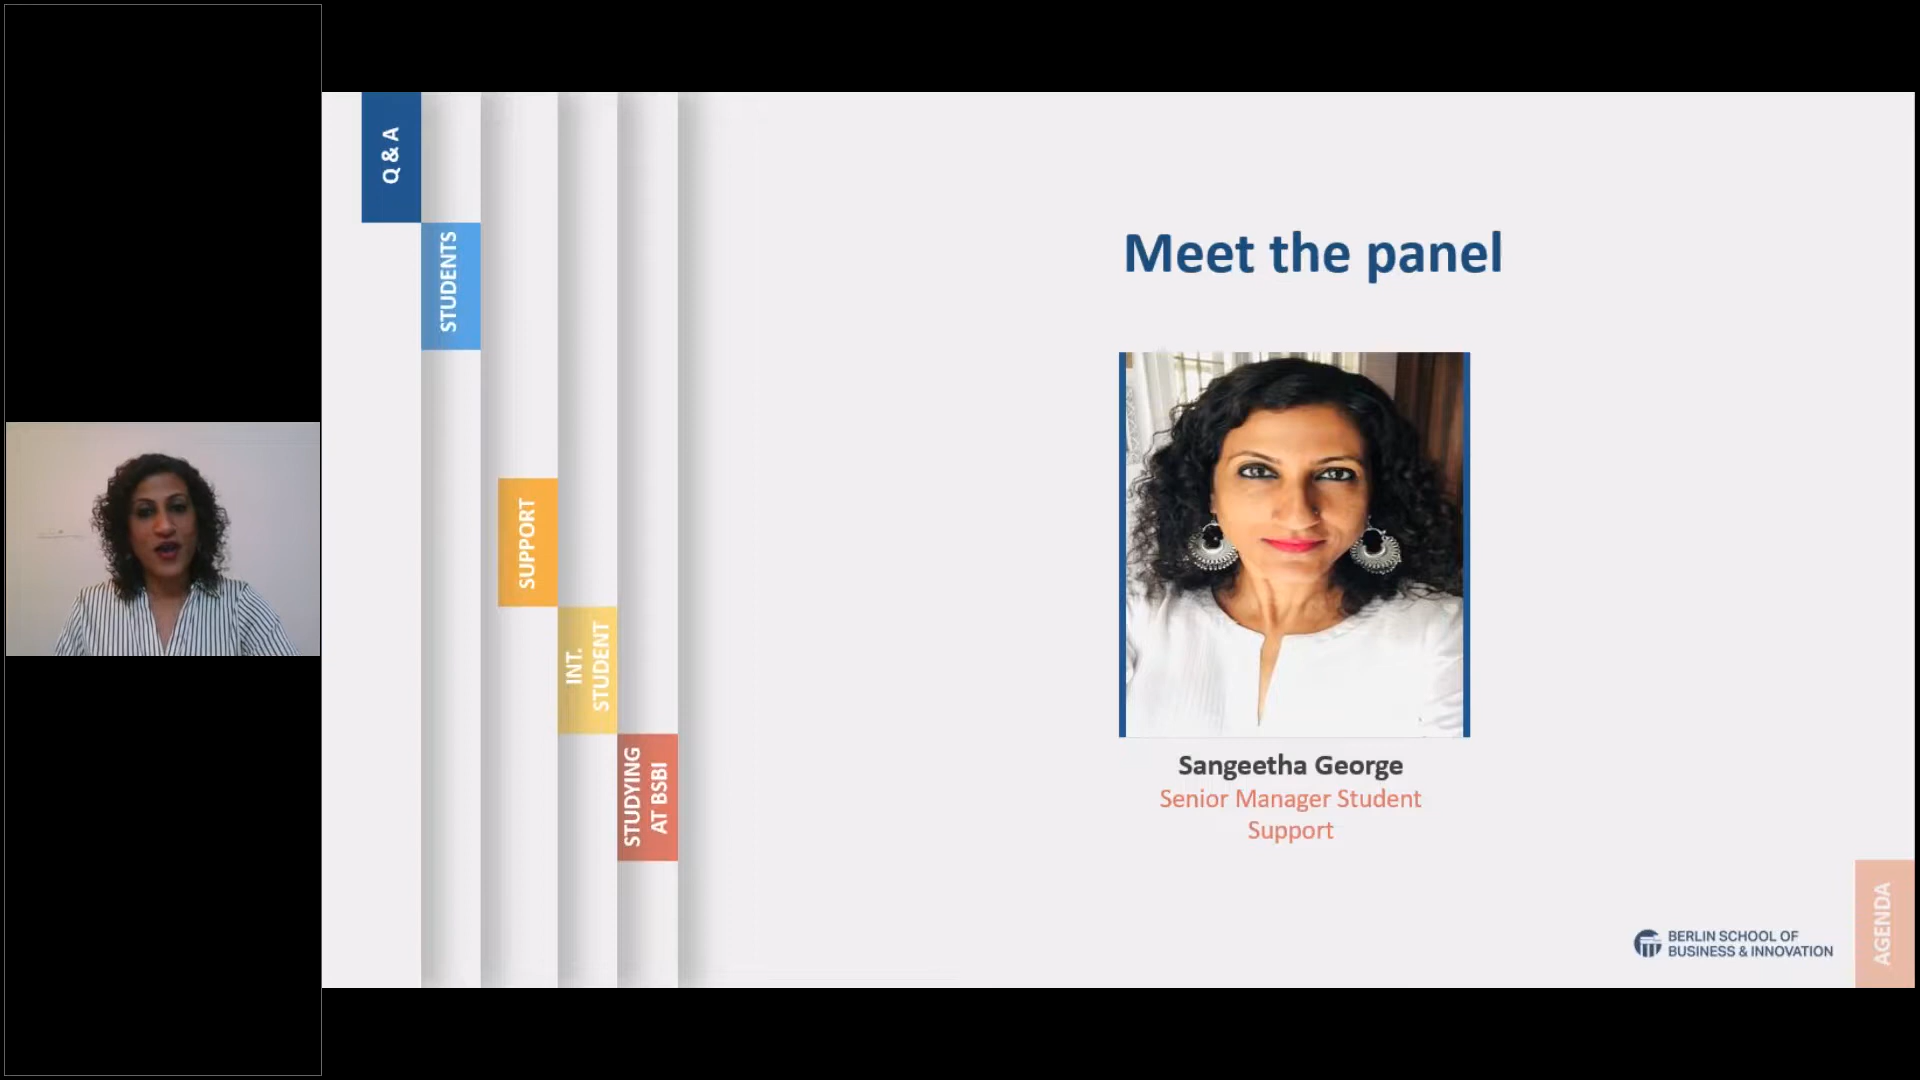 Q & A
STUDENTS
SUPPORT
INT.
STUDENT
STUDYING
AT BSBI
Meet the panel
Sangeetha George
Senior Manager Student
Support
BERLIN SCHOOL OF
BUSINESS & INNOVATION
AGENDA